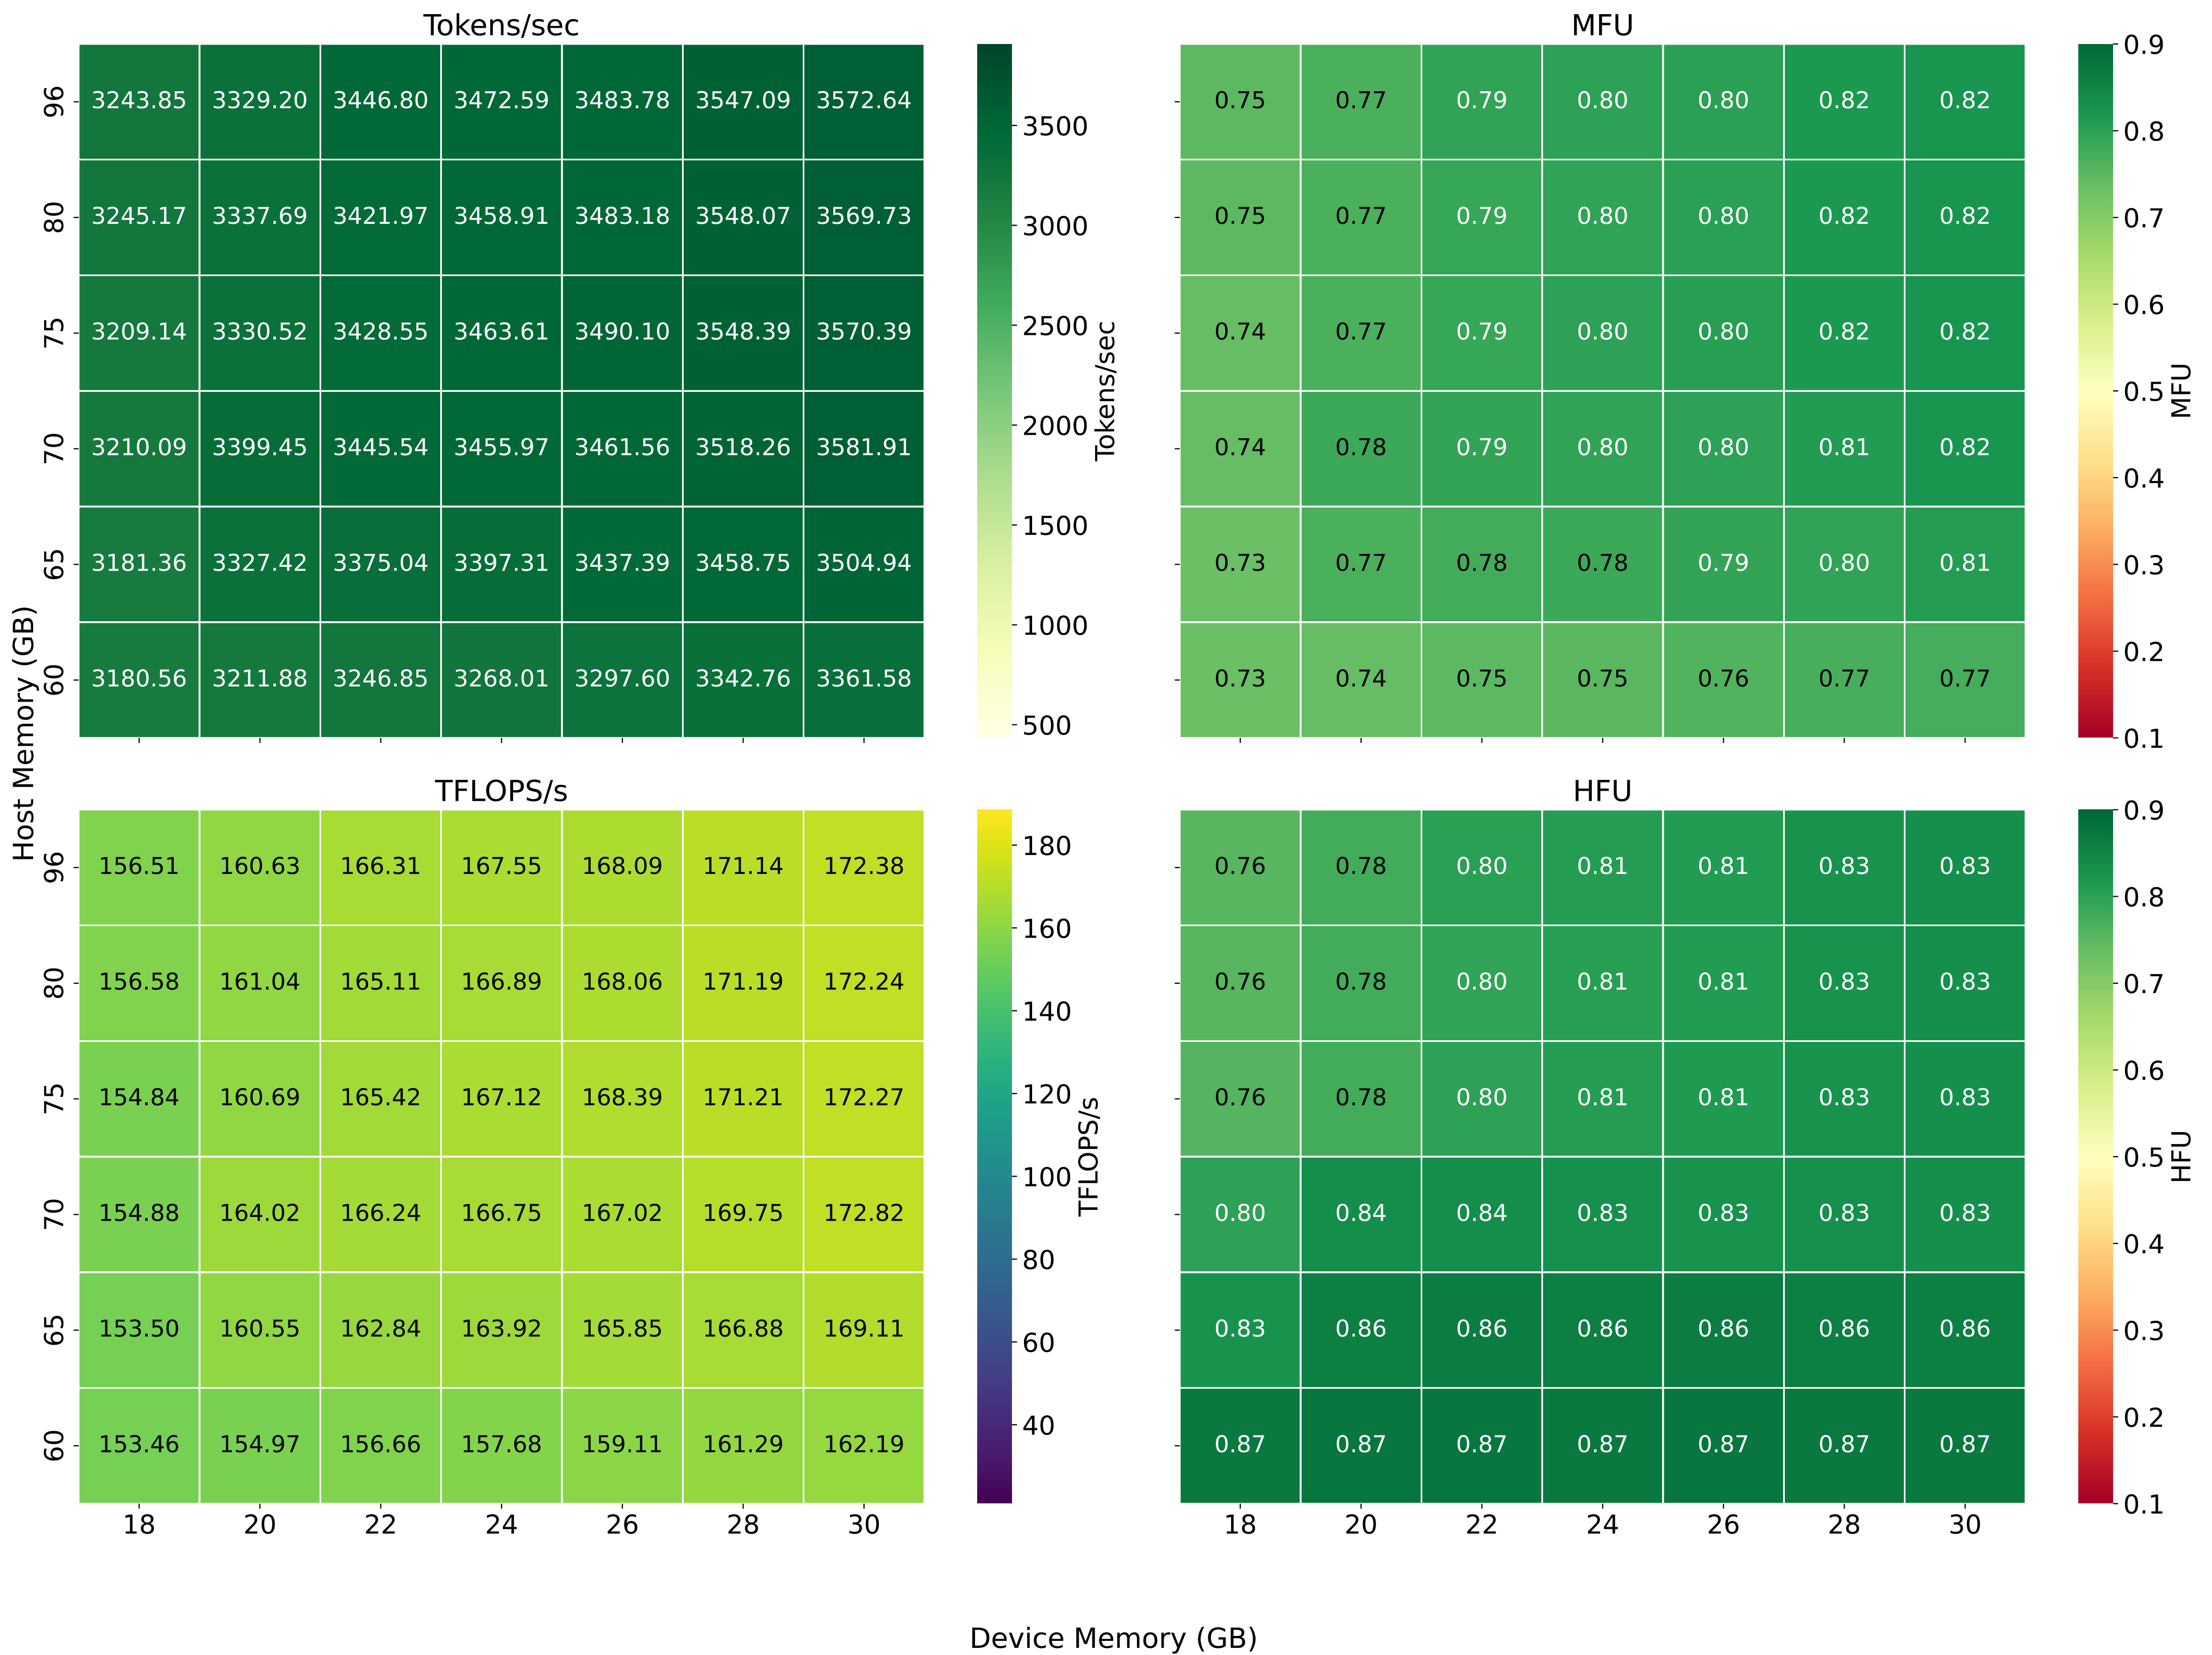 Tokens/sec
MFU
96 3243.85 3329.20 3446.80 3472.59 3483.78 3547.09 3572.64
80 3245.17 3337.69 3421.97 3458.91 3483.18 3548.07 3569.73
75 3209.14 3330.52 3428.55 3463.61 3490.10 3548.39 3570.39
70 3210.09 3399.45 3445.54 3455.97 3461.56 3518.26 3581.91
65 3181.36 3327.42 3375.04 3397.31 3437.39 3458.75 3504.94
60 3180.56 3211.88 3246.85 3268.01 3297.60 3342.76 3361.58
3500
3000
2500
2000
1500
1000
500
Tokens/sec
0.75 0.77 0.79 0.80 0.80 0.82 0.82
0.75 0.77 0.79 0.80 0.80 0.82 0.82
0.74 0.77 0.79 0.80 0.80 0.82 0.82
0.74 0.78 0.79 0.80 0.80 0.81 0.82
0.73 0.77 0.78 0.78 0.79 0.80 0.81
0.73 0.74 0.75 0.75 0.76 0.77 0.77
0.9
0.8
0.7
0.6
0.5
0.4
0.3
0.2
0.1
MFU
Host Memory (GB)
TFLOPS/s
HFU
96 156.51 160.63 166.31 167.55 168.09 171.14 172.38
80 156.58 161.04 165.11 166.89 168.06 171.19 172.24
75 154.84 160.69 165.42 167.12 168.39 171.21 172.27
70 154.88 164.02 166.24 166.75 167.02 169.75 172.82
65 153.50 160.55 162.84 163.92 165.85 166.88 169.11
60 153.46 154.97 156.66 157.68 159.11 161.29 162.19
18 20 22 24 26 28 30
180
160
140
120
100
80
60
40
TFLOPS/s
0.76 0.78 0.80 0.81 0.81 0.83 0.83
0.76 0.78 0.80 0.81 0.81 0.83 0.83
0.76 0.78 0.80 0.81 0.81 0.83 0.83
0.80 0.84 0.84 0.83 0.83 0.83 0.83
0.83 0.86 0.86 0.86 0.86 0.86 0.86
0.87 0.87 0.87 0.87 0.87 0.87 0.87
18 20 22 24 26 28 30
0.9
0.8
0.7
0.6
0.5
0.4
0.3
0.2
0.1
HFU
Device Memory (GB)